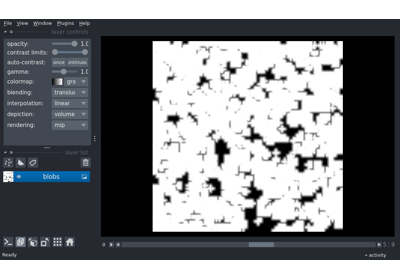 File View Window Plugins Help
layer controls
opacity: 1.0
contrast limits:
auto-contrast: once continuous
gamma: 1.0
colormap: gra
blending: translu
interpolation: linear
depiction: volume
rendering: mip
layer list
blobs
Ready
activity